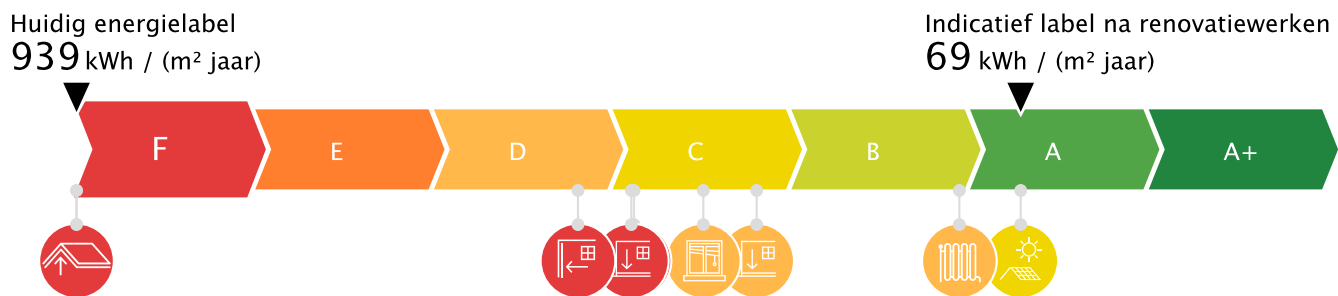 Huidig energielabel
939 kWh / (m² jaar)
Indicatief label na renovatiewerken
69 kWh / (m² jaar)
F E D C B A A+